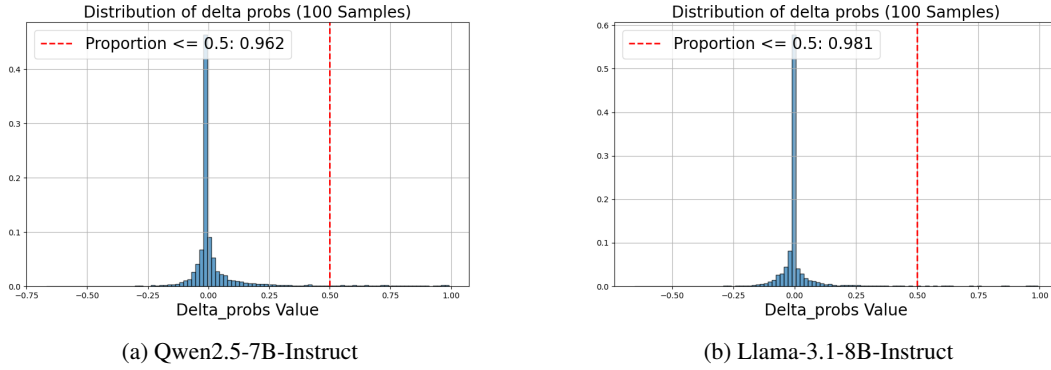 Distribution of delta probs (100 Samples)
Proportion <= 0.5: 0.962
0.4
0.3
0.2
0.1
0.0
−0.75 −0.50 −0.25 0.00 0.25 0.50 0.75 1.00
Delta_probs Value
(a) Qwen2.5-7B-Instruct
Distribution of delta probs (100 Samples)
0.6
Proportion <= 0.5: 0.981
0.5
0.4
0.3
0.2
0.1
0.0
−0.50 −0.25 0.00 0.25 0.50 0.75 1.00
Delta_probs Value
(b) Llama-3.1-8B-Instruct